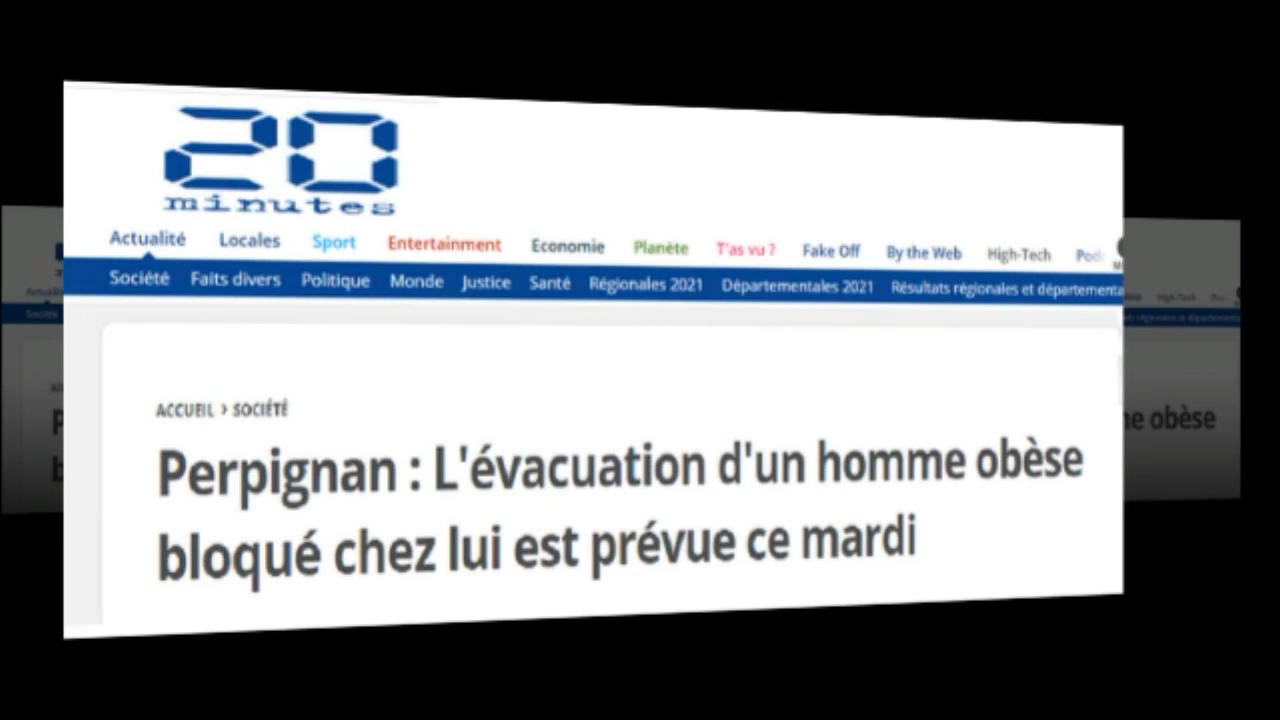 20
minutes
Actualité Locales Sport Entertainment Economie Planète T'as vu ? Fake Off By the Web High-Tech
Société Faits divers Politique Monde Justice Santé Régionales 2021 Départementales 2021 Résultats régionales et
ACCUEIL › SOCIÉTÉ
Perpignan : L'évacuation d'un homme obèse
bloqué chez lui est prévue ce mardi
obèse